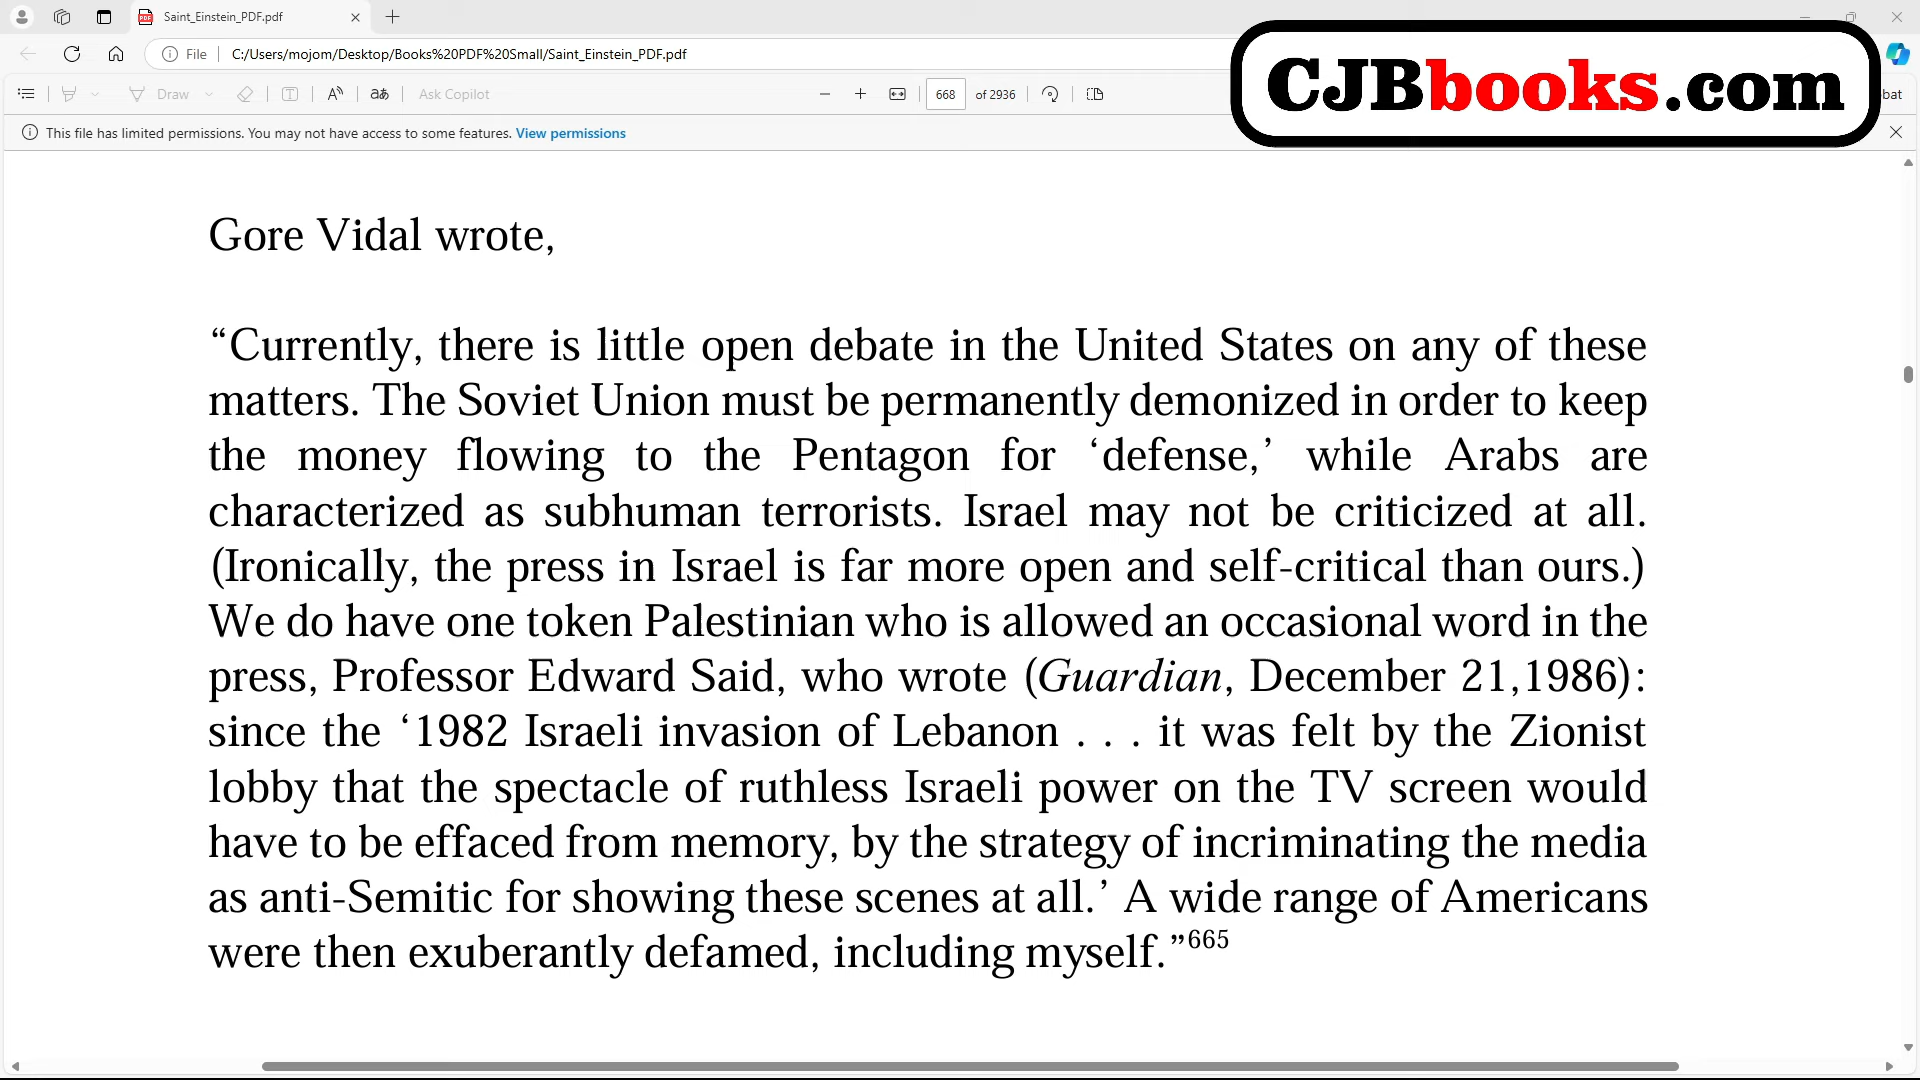 Saint_Einstein_PDF.pdf
File
C:/Users/mojom/Desktop/Books%20PDF%20Small/Saint_Einstein_PDF.pdf
CJBbooks.com
Draw
Ask Copilot
668 of 2936
bat
This file has limited permissions. You may not have access to some features. View permissions
Gore Vidal wrote,
“Currently, there is little open debate in the United States on any of these
matters. The Soviet Union must be permanently demonized in order to keep
the money flowing to the Pentagon for ‘defense,’ while Arabs are
characterized as subhuman terrorists. Israel may not be criticized at all.
(Ironically, the press in Israel is far more open and self-critical than ours.)
We do have one token Palestinian who is allowed an occasional word in the
press, Professor Edward Said, who wrote (Guardian, December 21,1986):
since the ‘1982 Israeli invasion of Lebanon . . . it was felt by the Zionist
lobby that the spectacle of ruthless Israeli power on the TV screen would
have to be effaced from memory, by the strategy of incriminating the media
as anti-Semitic for showing these scenes at all.’ A wide range of Americans
were then exuberantly defamed, including myself.”665